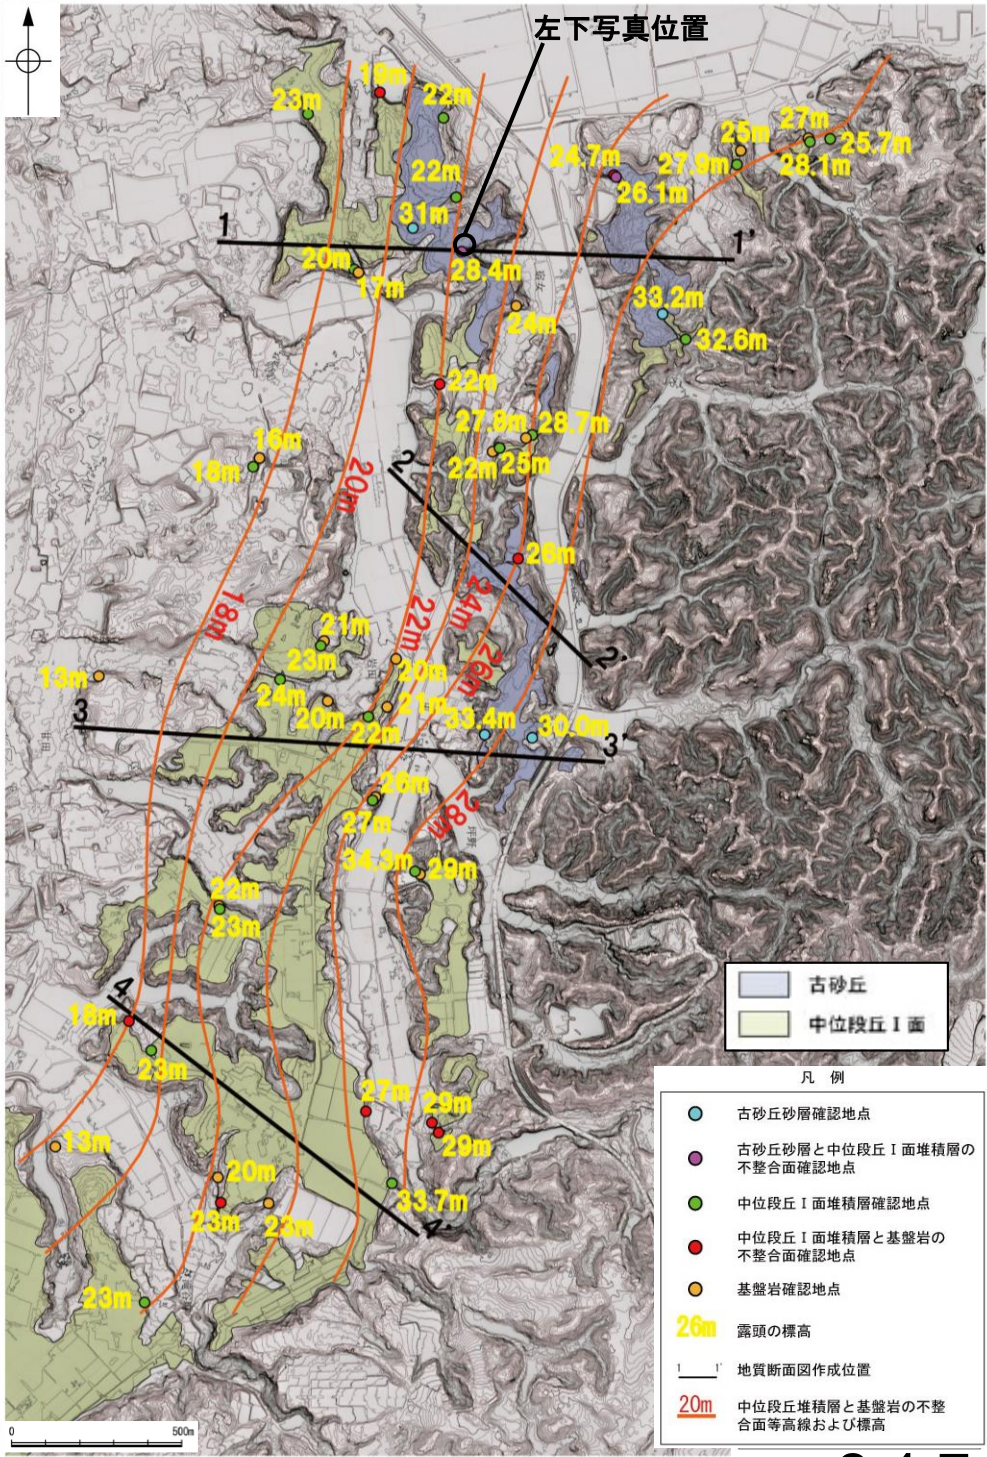 左下写真位置
19m
23m
22m
27m
25m
25.7m
24.7m
27.9m
28.1m
22m
26.1m
31m
1
1'
20m
28.4m
17m
33.2m
24m
32.6m
22m
27.8m
28.7m
16m
18m
22m
25m
2
20m
26m
18m
22m
24m
26m
21m
23m
2'
20m
13m
24m
20m
21m
22m
33.4m
30.0m
3
3'
26m
27m
28m
34.3m
29m
22m
23m
4
18m
23m
古砂丘
中位段丘Ⅰ面
27m
29m
29m
13m
20m
23m
23m
33.7m
4'
23m
凡 例
古砂丘砂層確認地点
古砂丘砂層と中位段丘Ⅰ面堆積層の
不整合面確認地点
中位段丘Ⅰ面堆積層確認地点
中位段丘Ⅰ面堆積層と基盤岩の
不整合面確認地点
基盤岩確認地点
26m 露頭の標高
1 1' 地質断面図作成位置
20m 中位段丘堆積層と基盤岩の不整
合面等高線および標高
0 500m